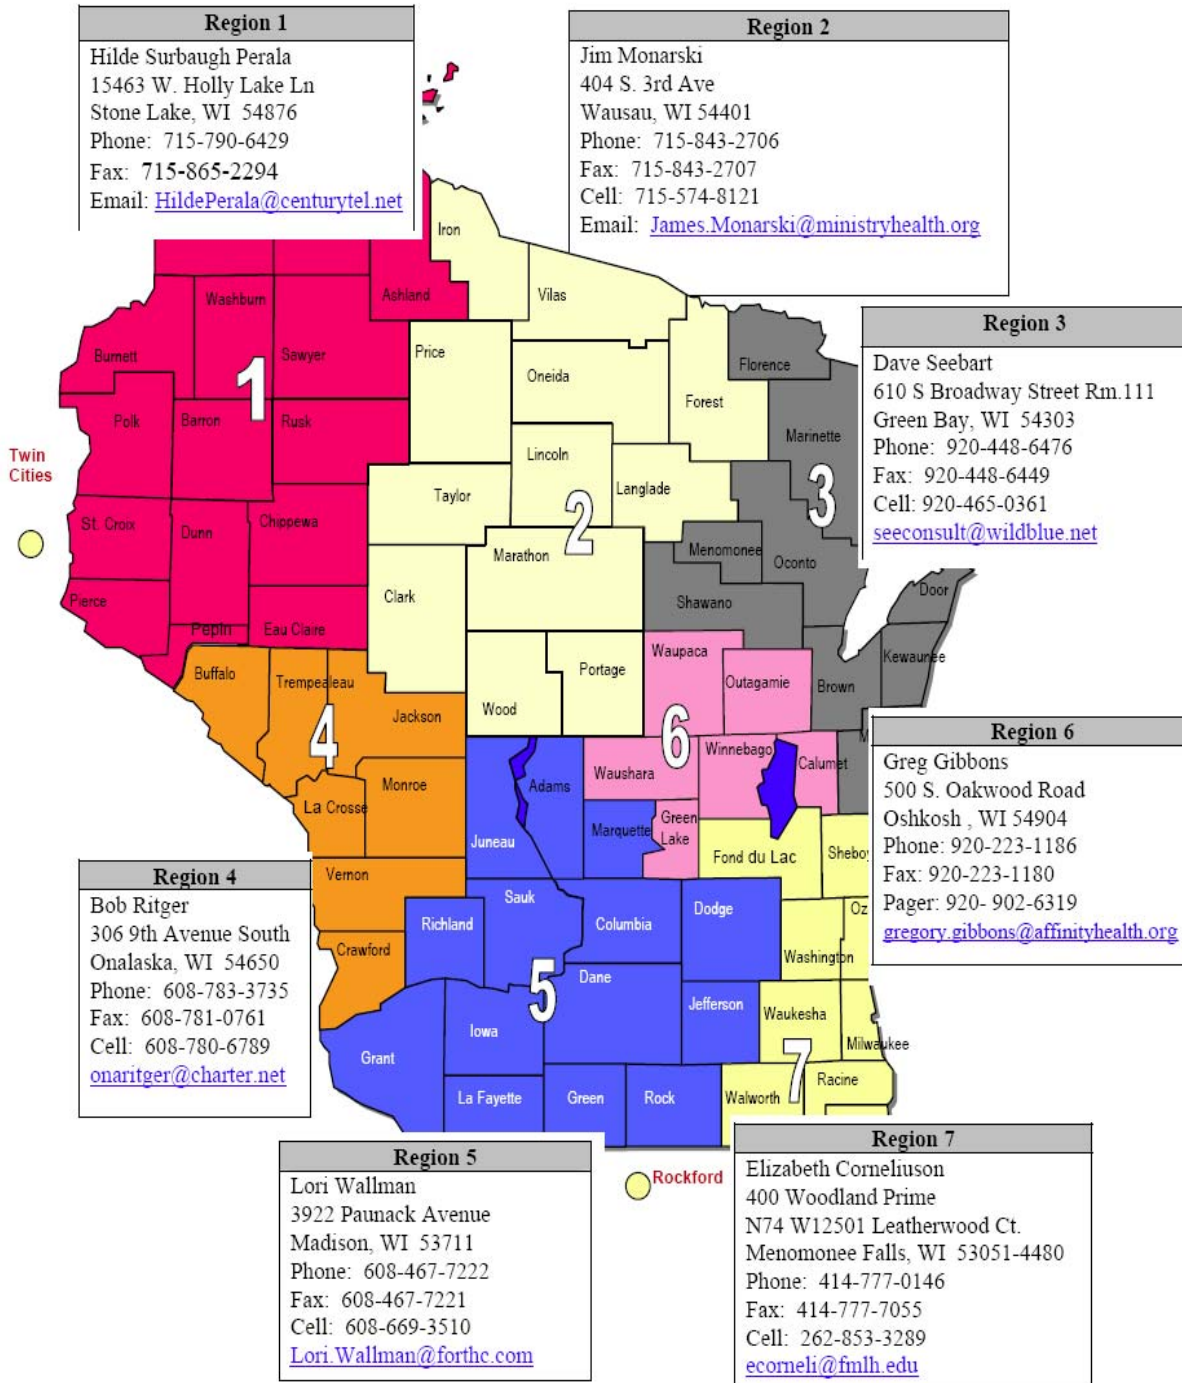 Region 1
Hilde Surbaugh Perala
15463 W. Holly Lake Ln
Stone Lake, WI 54876
Phone: 715-790-6429
Fax: 715-865-2294
Email: HildePerala@centurytel.net
Region 2
Jim Monarski
404 S. 3rd Ave
Wausau, WI 54401
Phone: 715-843-2706
Fax: 715-843-2707
Cell: 715-574-8121
Email: James.Monarski@ministryhealth.org
Region 3
Dave Seebart
610 S Broadway Street Rm.111
Green Bay, WI 54303
Phone: 920-448-6476
Fax: 920-448-6449
Cell: 920-465-0361
seeconsult@wildblue.net
Iron
Vilas
Ashland
Washburn
Burnett
Sawyer
Price
Oneida
Florence
Forest
1
Polk
Barron
Rusk
Marinette
Twin
Cities
Lincoln
Langlade
Taylor
2
3
St. Croix
Dunn
Chippewa
Marathon
Menomonee
Oconto
Pierce
Clark
Shawano
Door
Pepin
Eau Claire
Waupaca
Kewaunee
Buffalo
Trempealeau
Portage
Outagamie
Brown
Jackson
Wood
4
6
Winnebago
Calumet
M
Waushara
Monroe
Adams
La Crosse
Juneau
Marquette
Green
Lake
Fond du Lac
Sheboy
Vernon
Sauk
Richland
Columbia
Dodge
Oz
Crawford
Washington
5
Dane
Jefferson
Waukesha
Iowa
Grant
Milwaukee
7
Racine
La Fayette
Green
Rock
Walworth
Region 6
Greg Gibbons
500 S. Oakwood Road
Oshkosh , WI 54904
Phone: 920-223-1186
Fax: 920-223-1180
Pager: 920- 902-6319
gregory.gibbons@affinityhealth.org
Region 4
Bob Ritger
306 9th Avenue South
Onalaska, WI 54650
Phone: 608-783-3735
Fax: 608-781-0761
Cell: 608-780-6789
onaritger@charter.net
Region 5
Lori Wallman
3922 Paunack Avenue
Madison, WI 53711
Phone: 608-467-7222
Fax: 608-467-7221
Cell: 608-669-3510
Lori.Wallman@forthc.com
Rockford
Region 7
Elizabeth Corneliuson
400 Woodland Prime
N74 W12501 Leatherwood Ct.
Menomonee Falls, WI 53051-4480
Phone: 414-777-0146
Fax: 414-777-7055
Cell: 262-853-3289
ecorneli@fmlh.edu